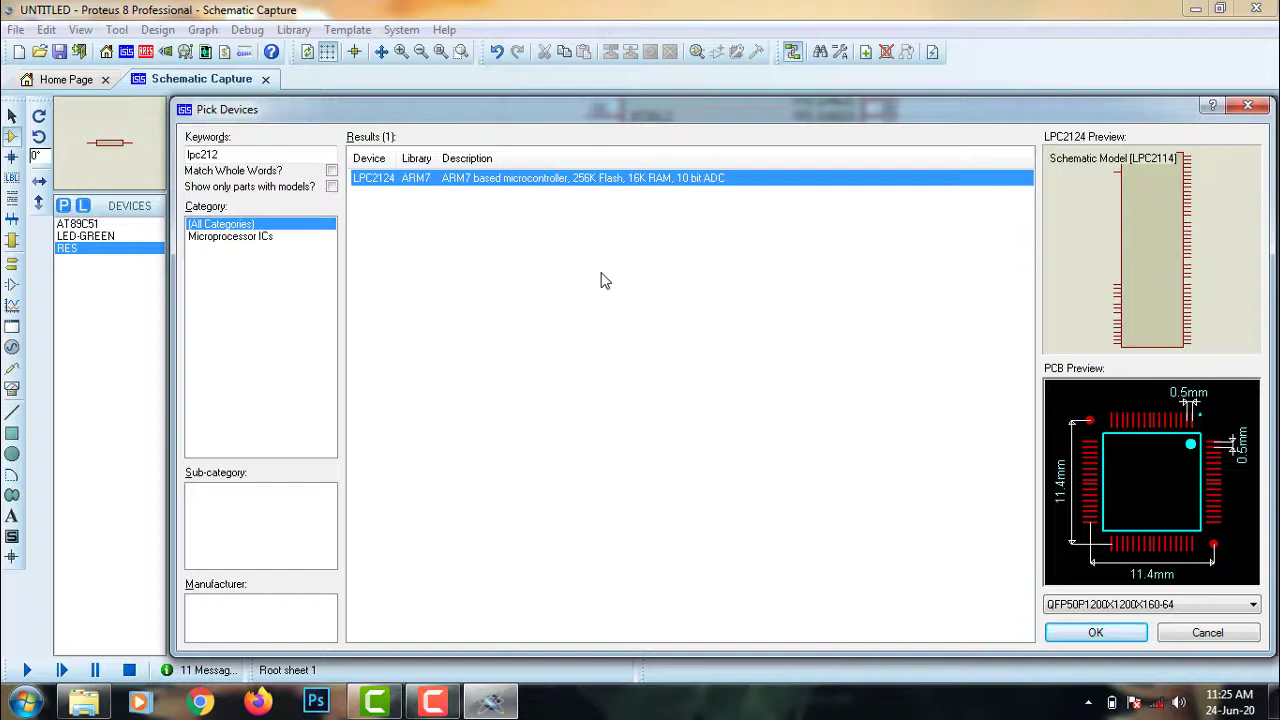 UNTITLED - Proteus 8 Professional - Schematic Capture
File Edit View Tool Design Graph Debug Library Template System Help
Home Page
Schematic Capture
Pick Devices
Keywords:
lpc212
Match Whole Words?
Show only parts with models?
Category:
(All Categories)
Microprocessor ICs
Sub-category:
Manufacturer:
Results (1):
Device Library Description
LPC2124 ARM7 ARM7 based microcontroller, 256K Flash, 16K RAM, 10 bit ADC
LPC2124 Preview:
Schematic Model [LPC2114]
PCB Preview:
0.5mm
0.5mm
11.4mm
11.4mm
QFP50P1200X1200X160-64
OK Cancel
0°
P L DEVICES
AT89C51
LED-GREEN
RES
LBL
A
11 Messag...
Root sheet 1
Ps
11:25 AM
24-Jun-20